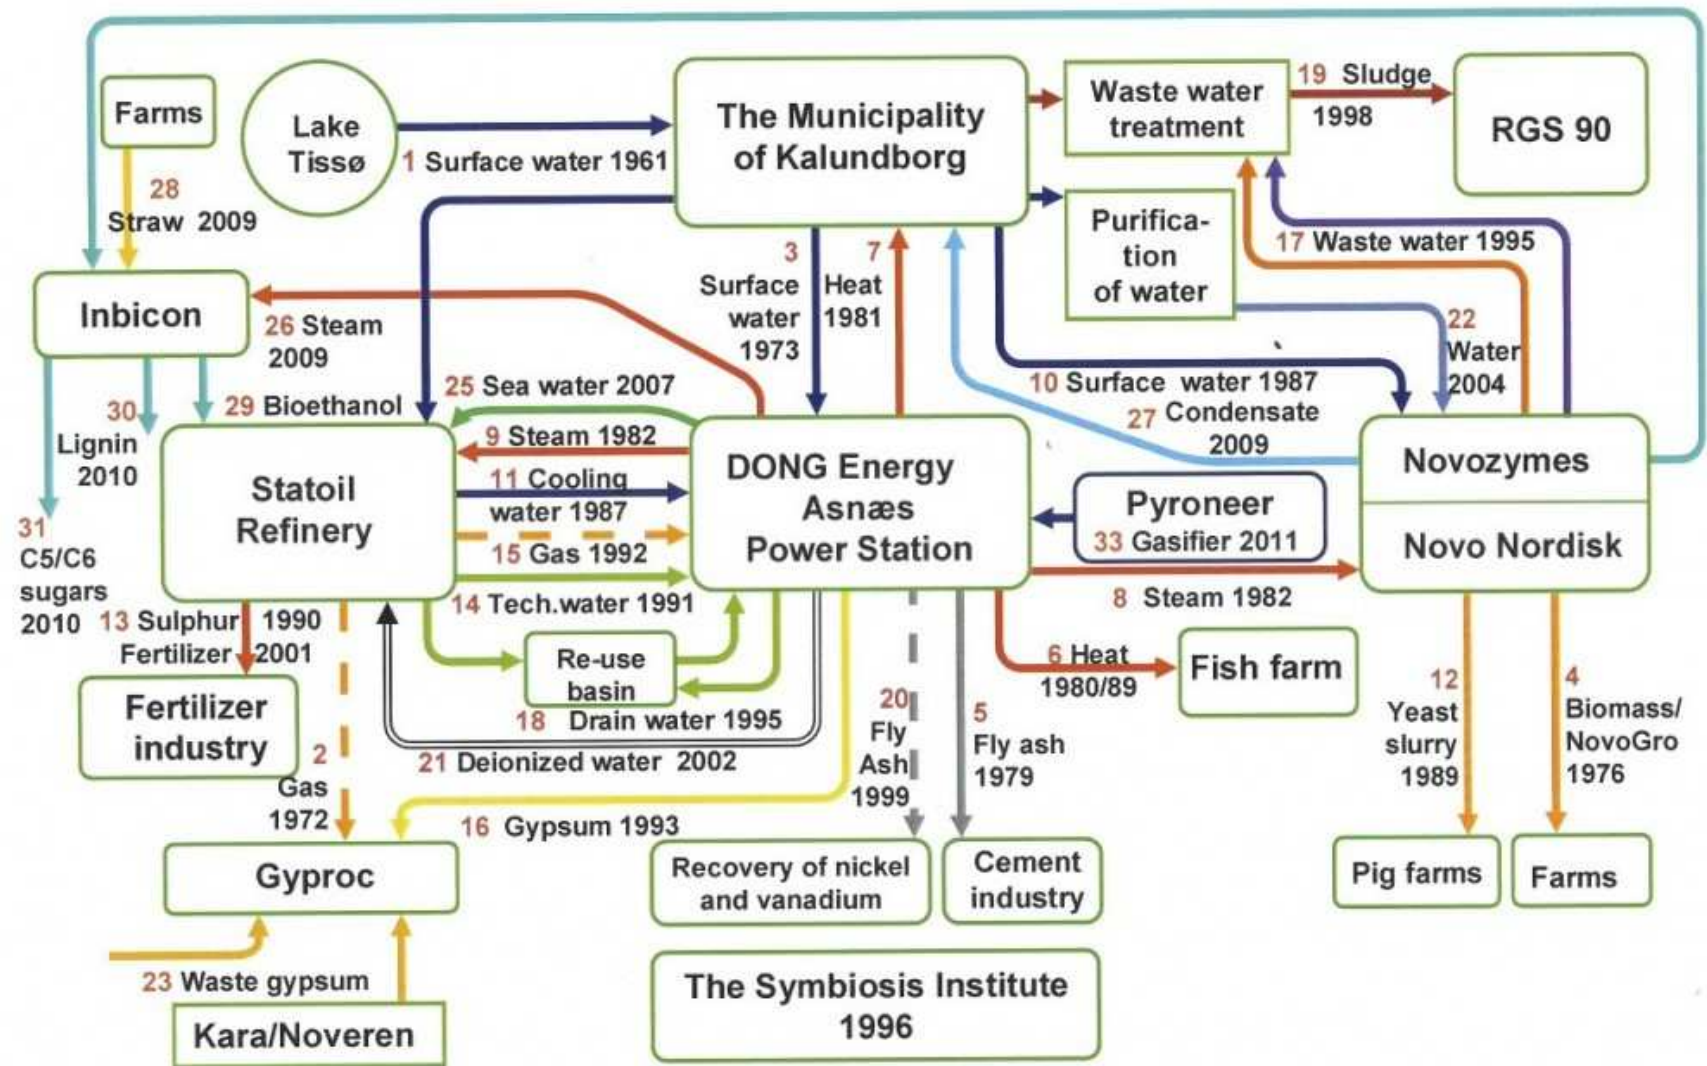 Farms
Lake
Tissø
The Municipality
of Kalundborg
Waste water
treatment
19 Sludge
1998
RGS 90
1 Surface water 1961
28
Straw 2009
Purifica-
tion
of water
17 Waste water 1995
3
Surface
water
1973
7
Heat
1981
Inbicon
26 Steam
2009
22
Water
2004
10 Surface water 1987
27 Condensate
2009
25 Sea water 2007
29 Bioethanol
30
Lignin
2010
9 Steam 1982
11 Cooling
water 1987
15 Gas 1992
14 Tech.water 1991
Statoil
Refinery
DONG Energy
Asnæs
Power Station
Pyroneer
33 Gasifier 2011
Novozymes
Novo Nordisk
31
C5/C6
sugars
2010
13 Sulphur 1990
Fertilizer 2001
8 Steam 1982
Re-use
basin
6 Heat
1980/89
Fish farm
Fertilizer
industry
18 Drain water 1995
21 Deionized water 2002
2
Gas
1972
20
Fly
Ash
1999
5
Fly ash
1979
12
Yeast
slurry
1989
4
Biomass/
NovoGro
1976
16 Gypsum 1993
Gyproc
Recovery of nickel
and vanadium
Cement
industry
Pig farms
Farms
23 Waste gypsum
Kara/Noveren
The Symbiosis Institute
1996